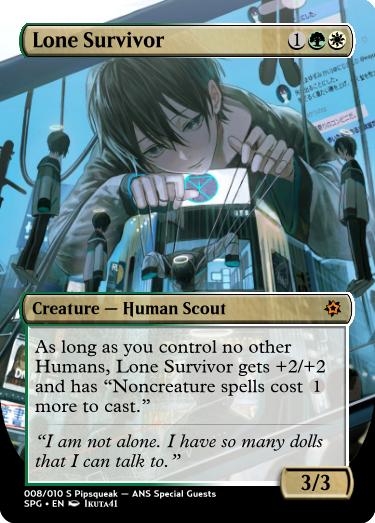 Lone Survivor 1
Creature — Human Scout
As long as you control no other
Humans, Lone Survivor gets +2/+2
and has “Noncreature spells cost 1
more to cast.”
“I am not alone. I have so many dolls
that I can talk to.”
3/3
008/010 S Pipsqueak — ANS Special Guests
SPG • EN Ikuta41